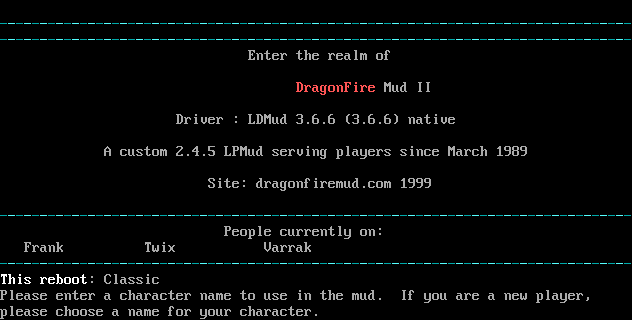 Enter the realm of
DragonFire Mud II
Driver : LDMud 3.6.6 (3.6.6) native
A custom 2.4.5 LPMud serving players since March 1989
Site: dragonfiremud.com 1999
People currently on:
Frank Twix Varrak
This reboot: Classic
Please enter a character name to use in the mud. If you are a new player,
please choose a name for your character.